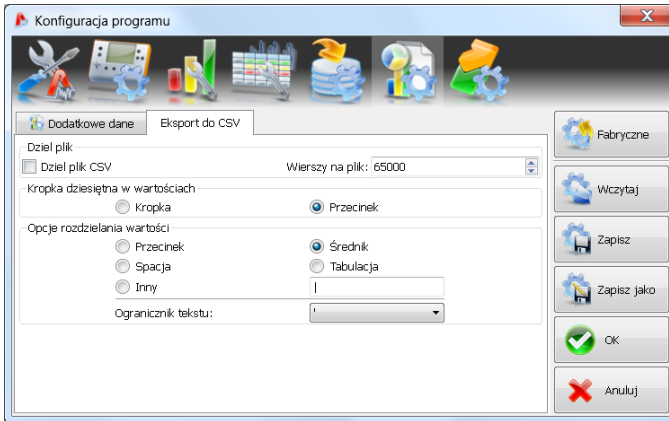 Konfiguracja programu
Dodatkowe dane
Eksport do CSV
Dziel plik
Dziel plik CSV
Wierszy na plik: 65000
Kropka dziesiętna w wartościach
Kropka
Przecinek
Opcje rozdzielania wartości
Przecinek
Średnik
Spacja
Tabulacja
Inny
|
Ogranicznik tekstu:
'
Fabryczne
Wczytaj
Zapisz
Zapisz jako
OK
Anuluj